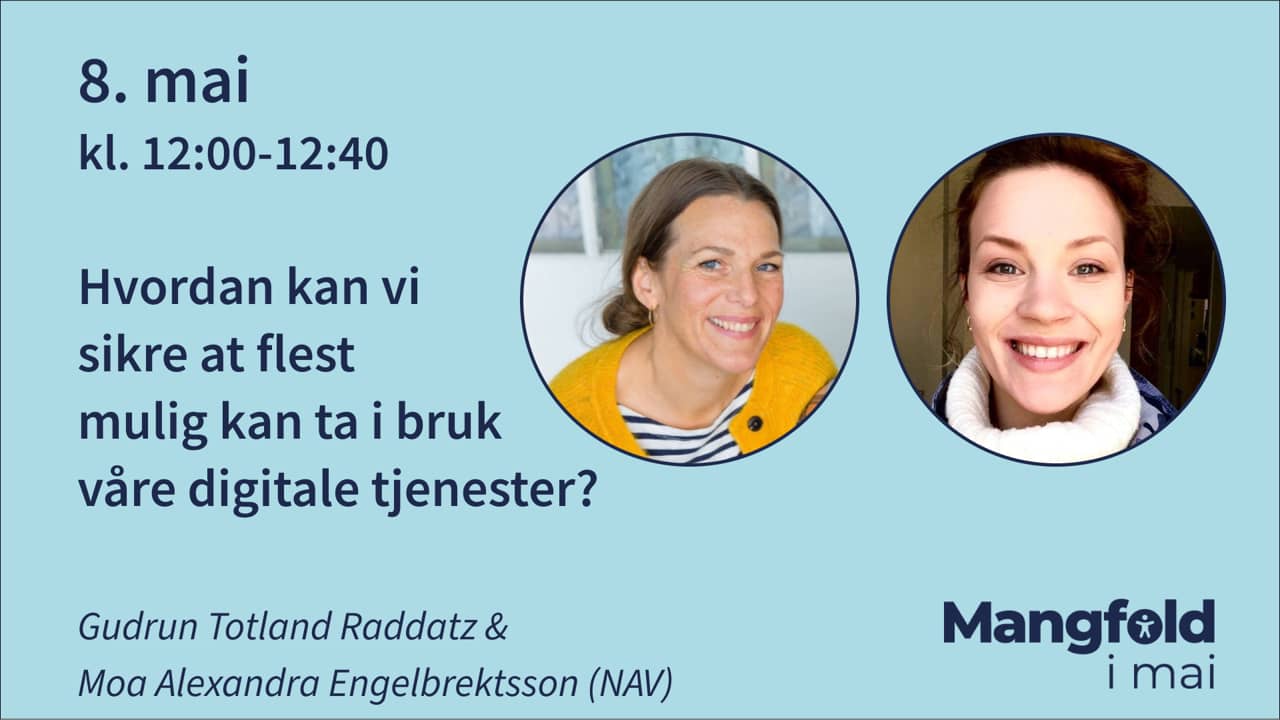 8. mai
kl. 12:00-12:40
Hvordan kan vi
sikre at flest
mulig kan ta i bruk
våre digitale tjenester?
Gudrun Totland Raddatz &
Moa Alexandra Engelbrektsson (NAV)
Mangfold
i mai